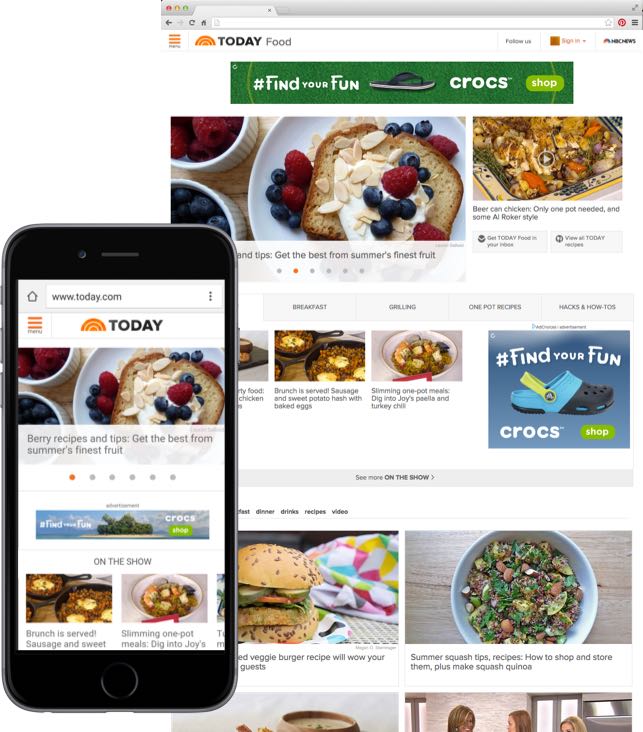 menu
TODAY Food
Follow us
Sign In
NBCNEWS
#FIND YOUR FUN
crocs™
shop
and tips: Get the best from summer's finest fruit
Beer can chicken: Only one pot needed, and
some Al Roker style
Get TODAY Food in
your inbox
View all TODAY
recipes
BREAKFAST
GRILLING
ONE POT RECIPES
HACKS & HOW-TOS
AdChoices / advertisement
rty food:
chicken
s
Brunch is served! Sausage
and sweet potato hash with
baked eggs
Slimming one-pot meals:
Dig into Joy's paella and
turkey chili
#FIND YOUR FUN
crocs™
shop
See more ON THE SHOW >
fast dinner drinks recipes video
Megan O. Steintrager
ed veggie burger recipe will wow your
guests
Summer squash tips, recipes: How to shop and store
them, plus make squash quinoa
www.today.com
menu
TODAY
Berry recipes and tips: Get the best from
summer's finest fruit
advertisement
#FIND YOUR FUN
crocs
shop
ON THE SHOW
Brunch is served!
Sausage and sweet
Slimming one-pot
meals: Dig into Joy's
T